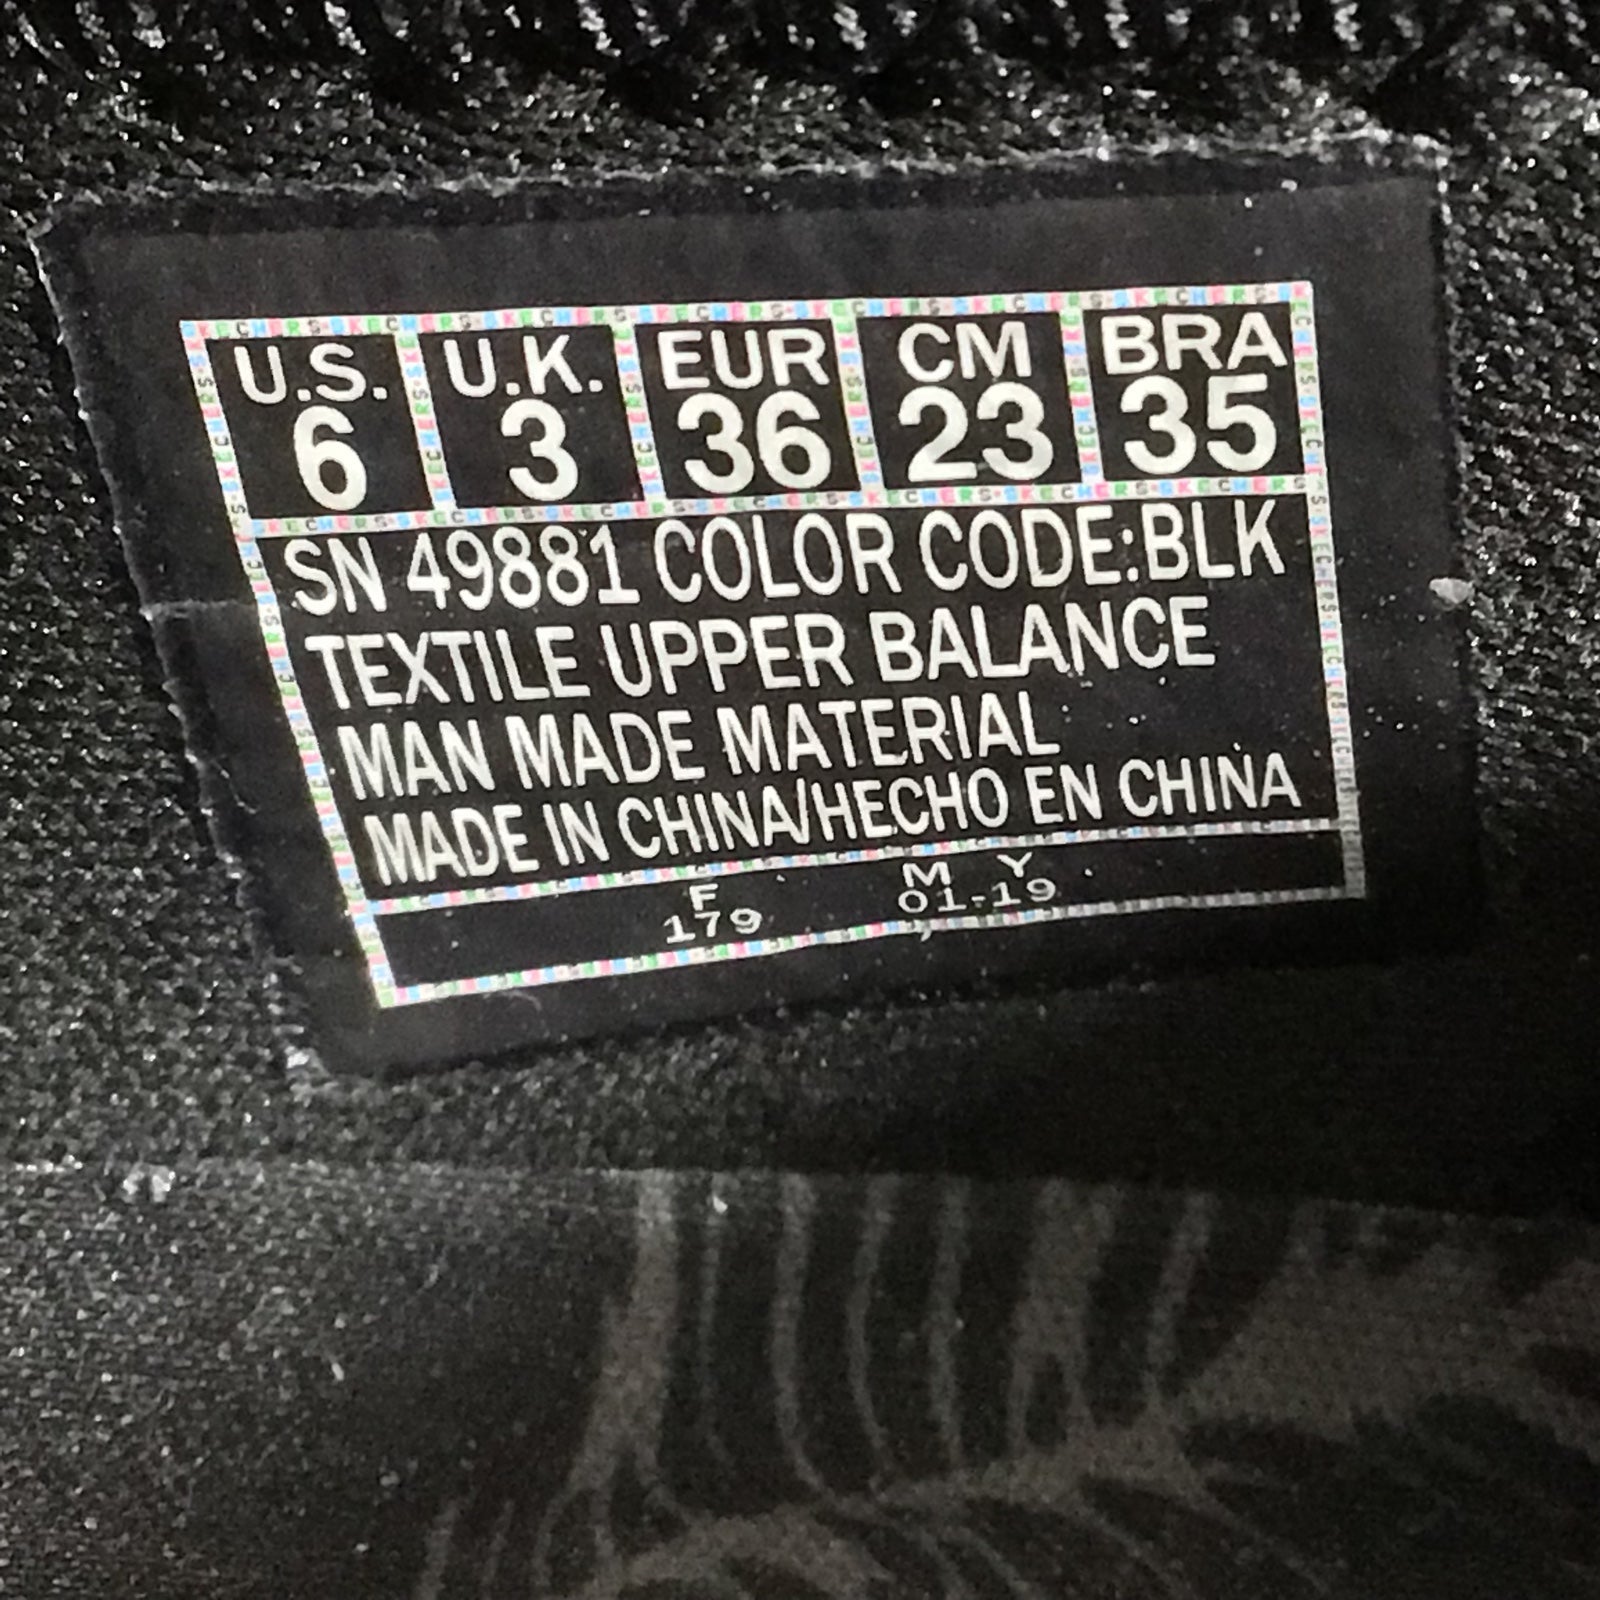 U.S. U.K. EUR CM BRA
6 3 36 23 35
SN 49881 COLOR CODE:BLK
TEXTILE UPPER BALANCE
MAN MADE MATERIAL
MADE IN CHINA/HECHO EN CHINA
F M Y
179 01-19